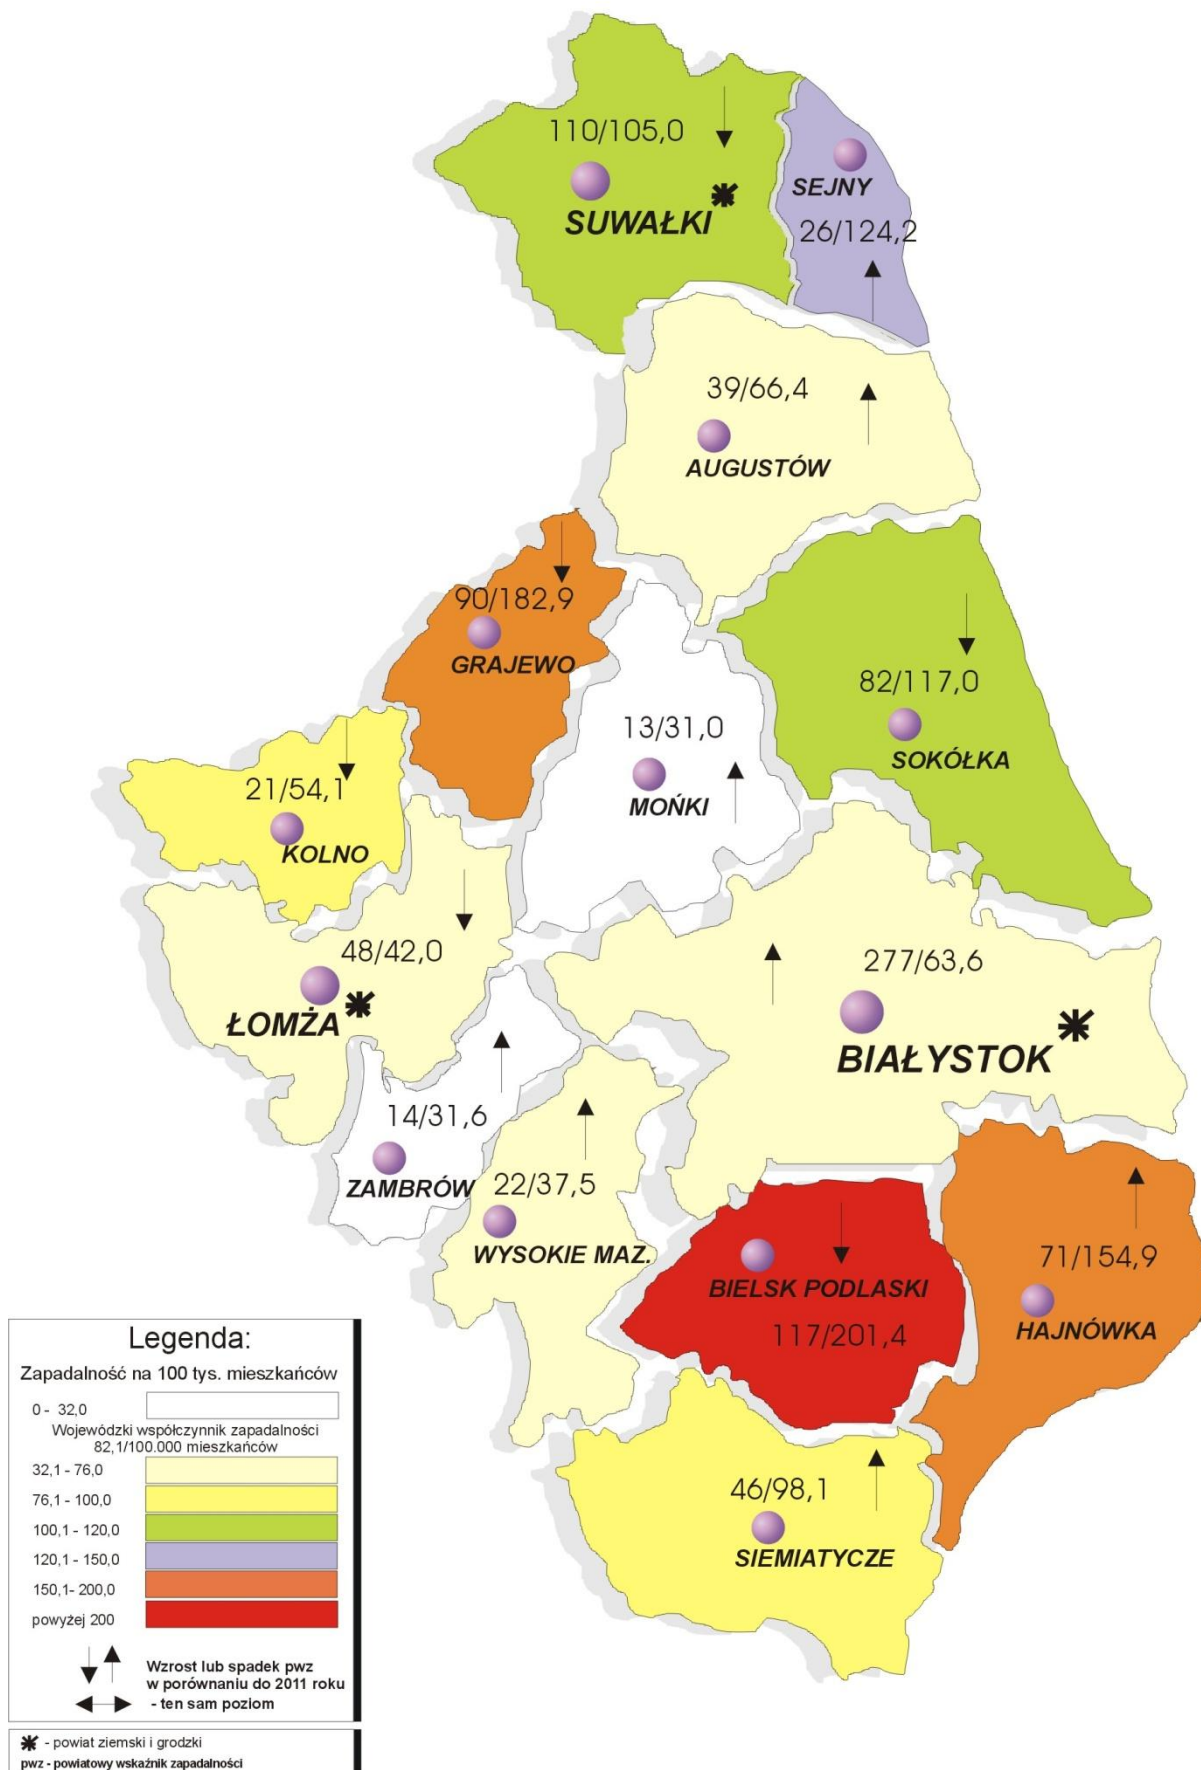 110/105,0
SUWAŁKI
SEJNY
26/124,2
39/66,4
AUGUSTÓW
90/182,9
GRAJEWO
82/117,0
SOKÓŁKA
13/31,0
MOŃKI
21/54,1
KOLNO
48/42,0
ŁOMŻA
277/63,6
BIAŁYSTOK
14/31,6
ZAMBRÓW
22/37,5
WYSOKIE MAZ.
BIELSK PODLASKI
117/201,4
71/154,9
HAJNÓWKA
46/98,1
SIEMIATYCZE
Legenda:
Zapadalność na 100 tys. mieszkańców
0 - 32,0
Wojewódzki współczynnik zapadalności
82,1/100.000 mieszkańców
32,1 - 76,0
76,1 - 100,0
100,1 - 120,0
120,1 - 150,0
150,1- 200,0
powyżej 200
Wzrost lub spadek pwz
w porównaniu do 2011 roku
- ten sam poziom
- powiat ziemski i grodzki
pwz - powiatowy wskaźnik zapadalności